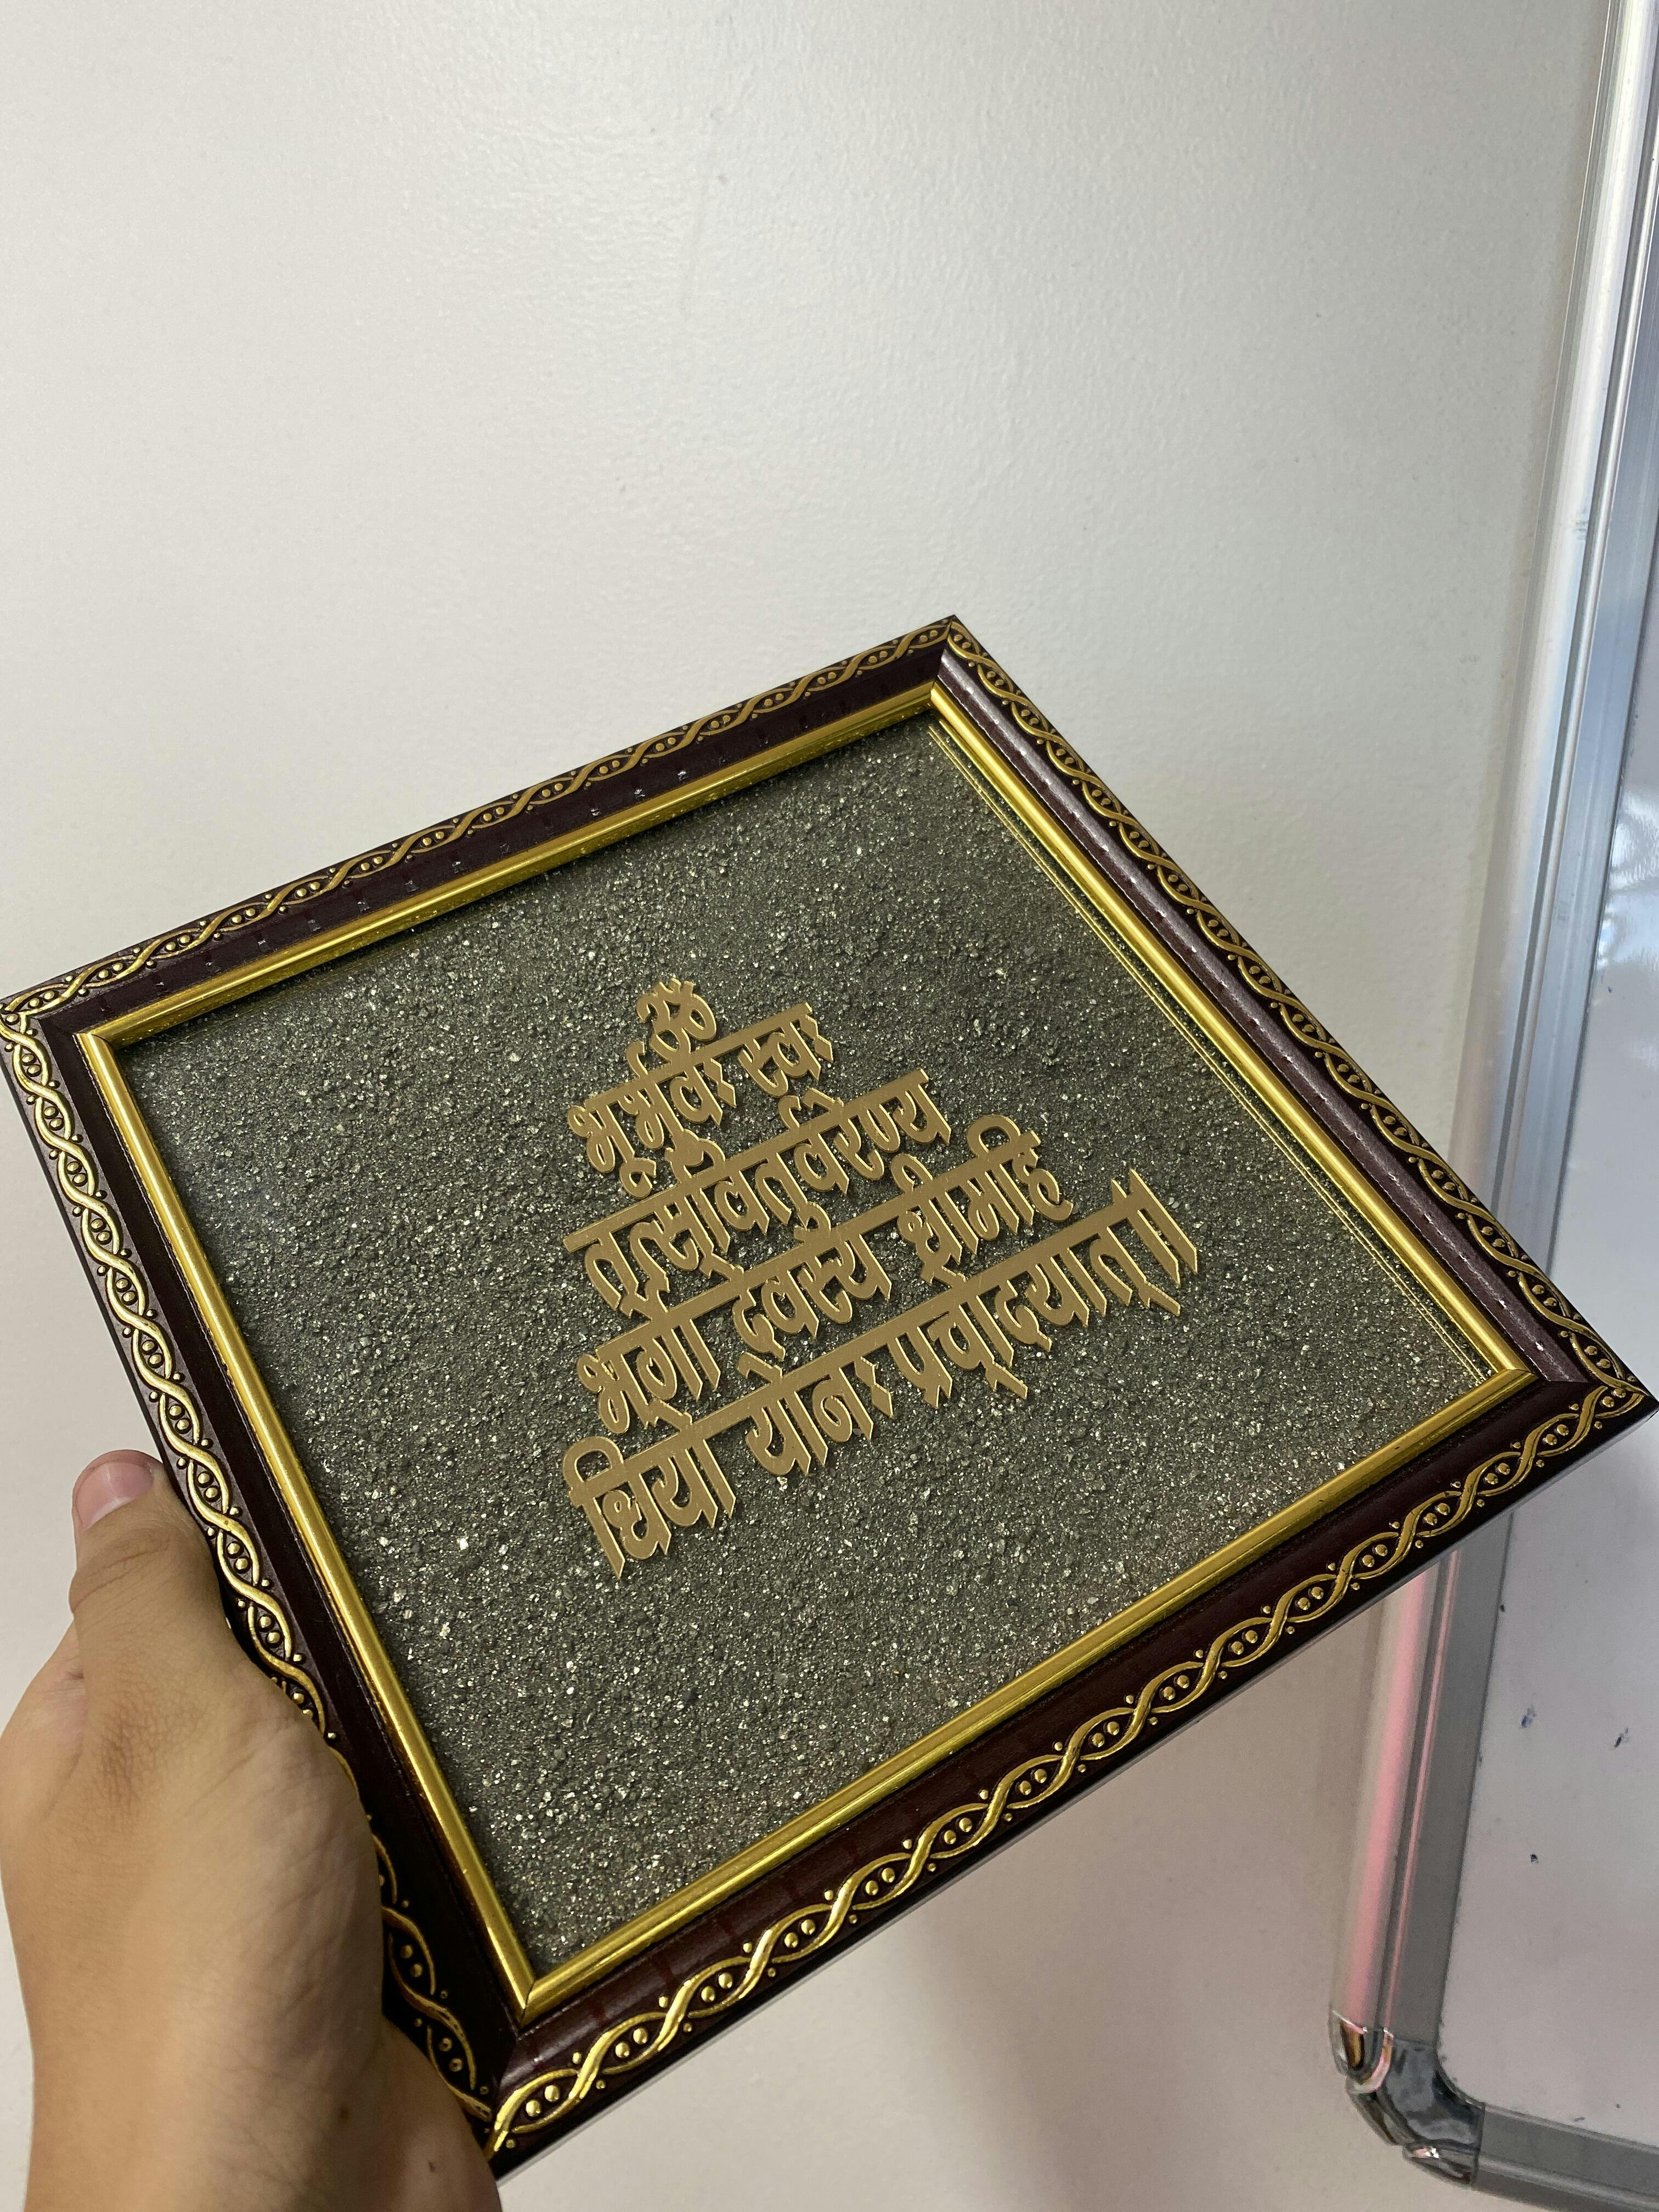 ॐ
भूर्भुवः स्वः
तत्सवितुर्वरेण्य
भर्गो देवस्य धीमहि
धियो योनः प्रचोदयात्॥